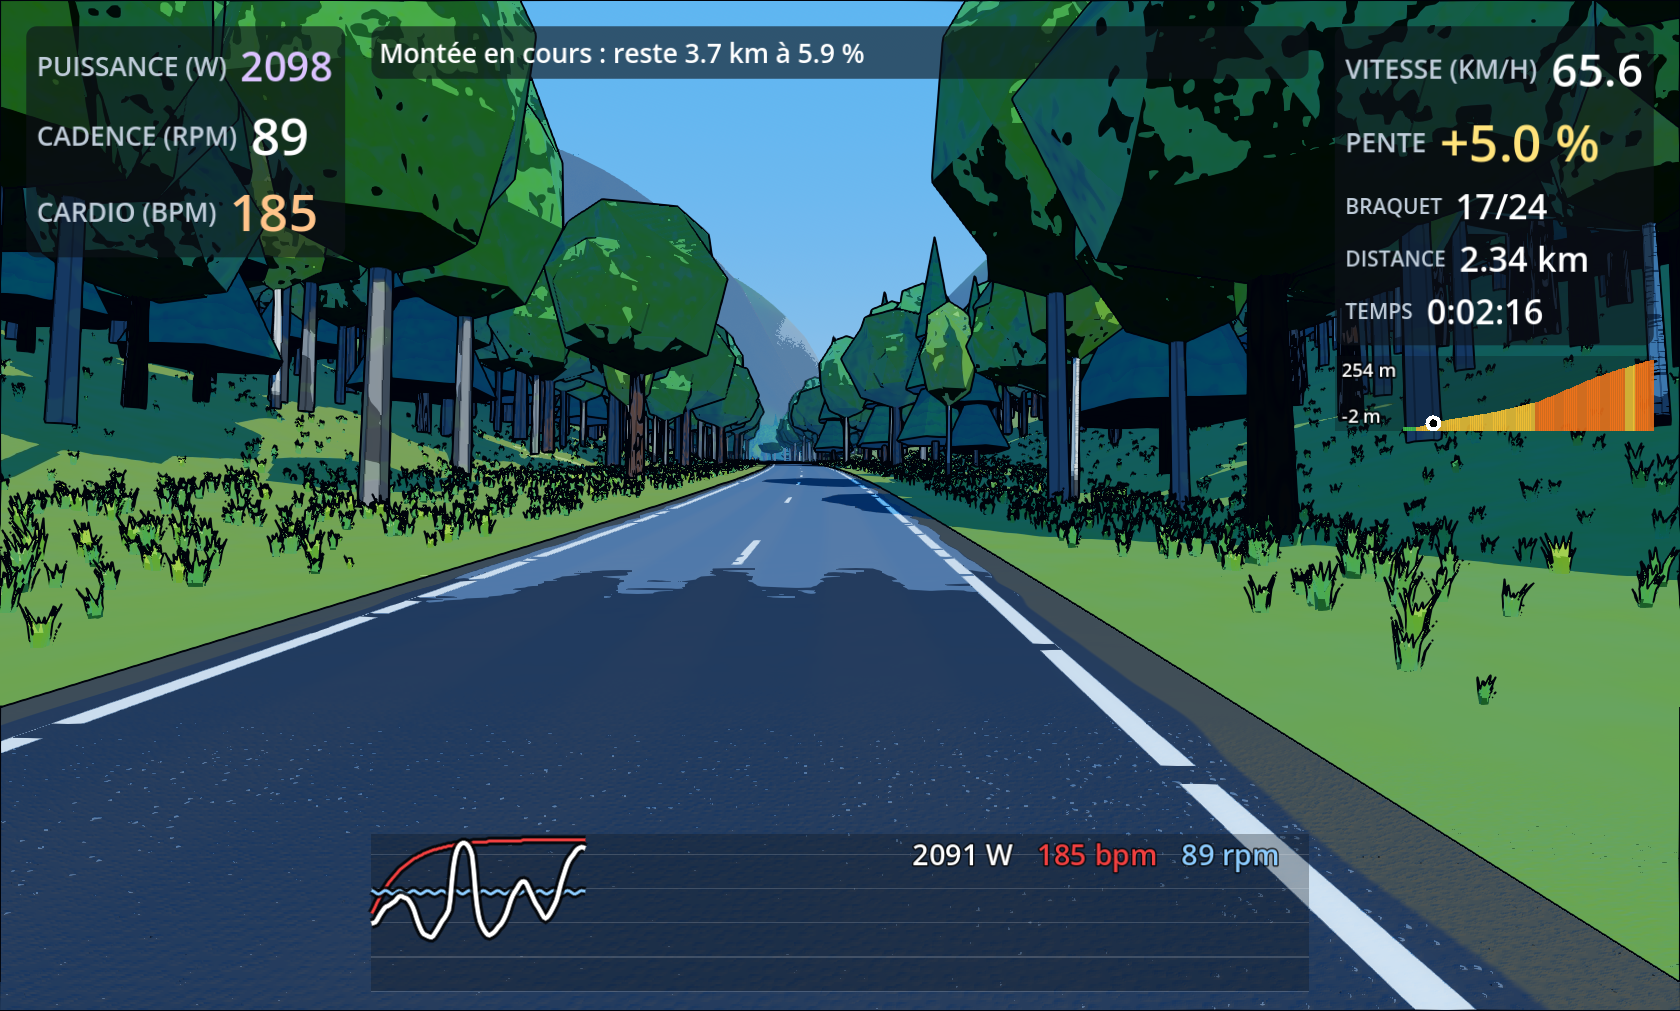 PUISSANCE (W) 2098
CADENCE (RPM) 89
CARDIO (BPM) 185
Montée en cours : reste 3.7 km à 5.9 %
VITESSE (KM/H) 65.6
PENTE +5.0 %
BRAQUET 17/24
DISTANCE 2.34 km
TEMPS 0:02:16
254 m
-2 m
2091 W 185 bpm 89 rpm